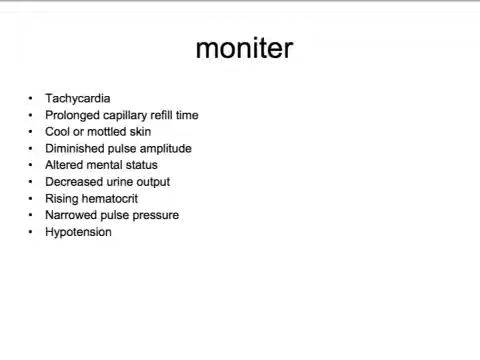 moniter
• Tachycardia
• Prolonged capillary refill time
• Cool or mottled skin
• Diminished pulse amplitude
• Altered mental status
• Decreased urine output
• Rising hematocrit
• Narrowed pulse pressure
• Hypotension